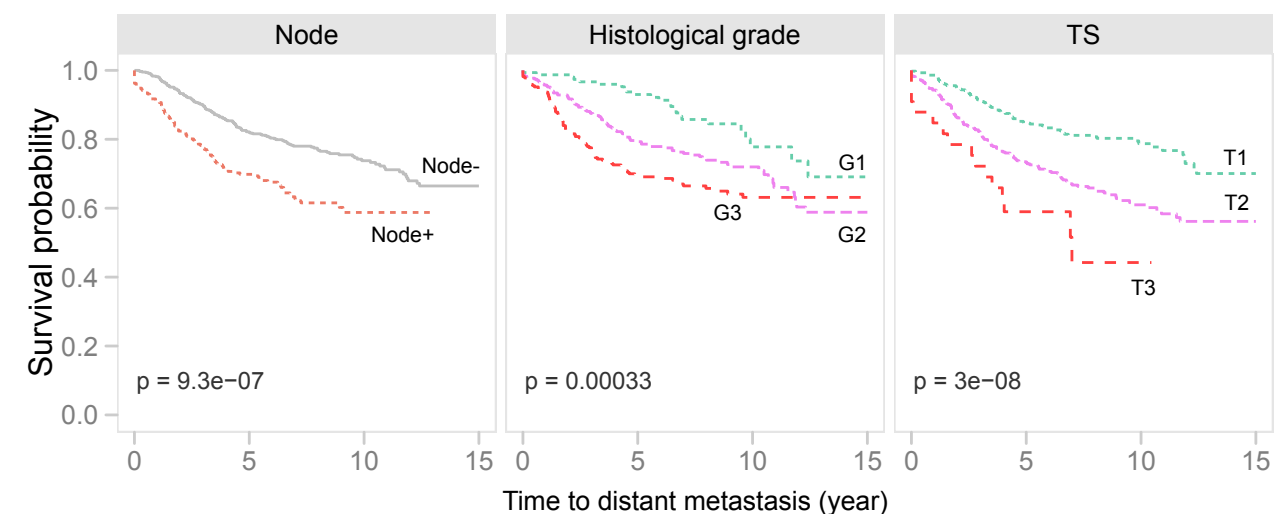 Node Histological grade TS
Survival probability
1.0
0.8
0.6
0.4
0.2
0.0
Node-
Node+
p = 9.3e−07
G1
G3
G2
p = 0.00033
T1
T2
T3
p = 3e−08
0 5 10 15 0 5 10 15 0 5 10 15
Time to distant metastasis (year)